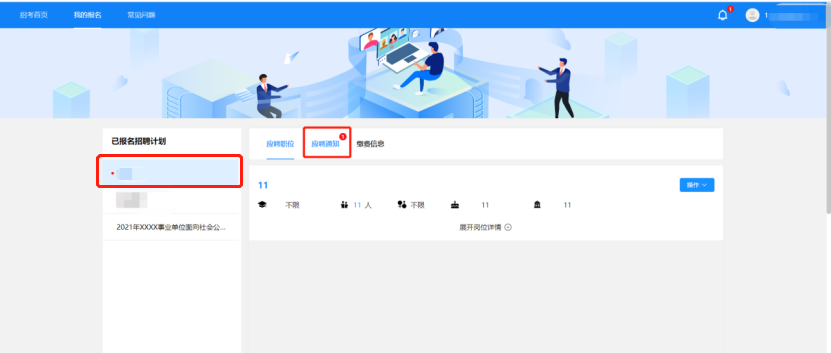 招考首页 我的报名 常见问题 1 1
已报名招聘计划
2021年XXXX事业单位面向社会公...
应聘职位 应聘通知 1 缴费信息
11 操作
不限 11 人 不限 11 11
展开岗位详情